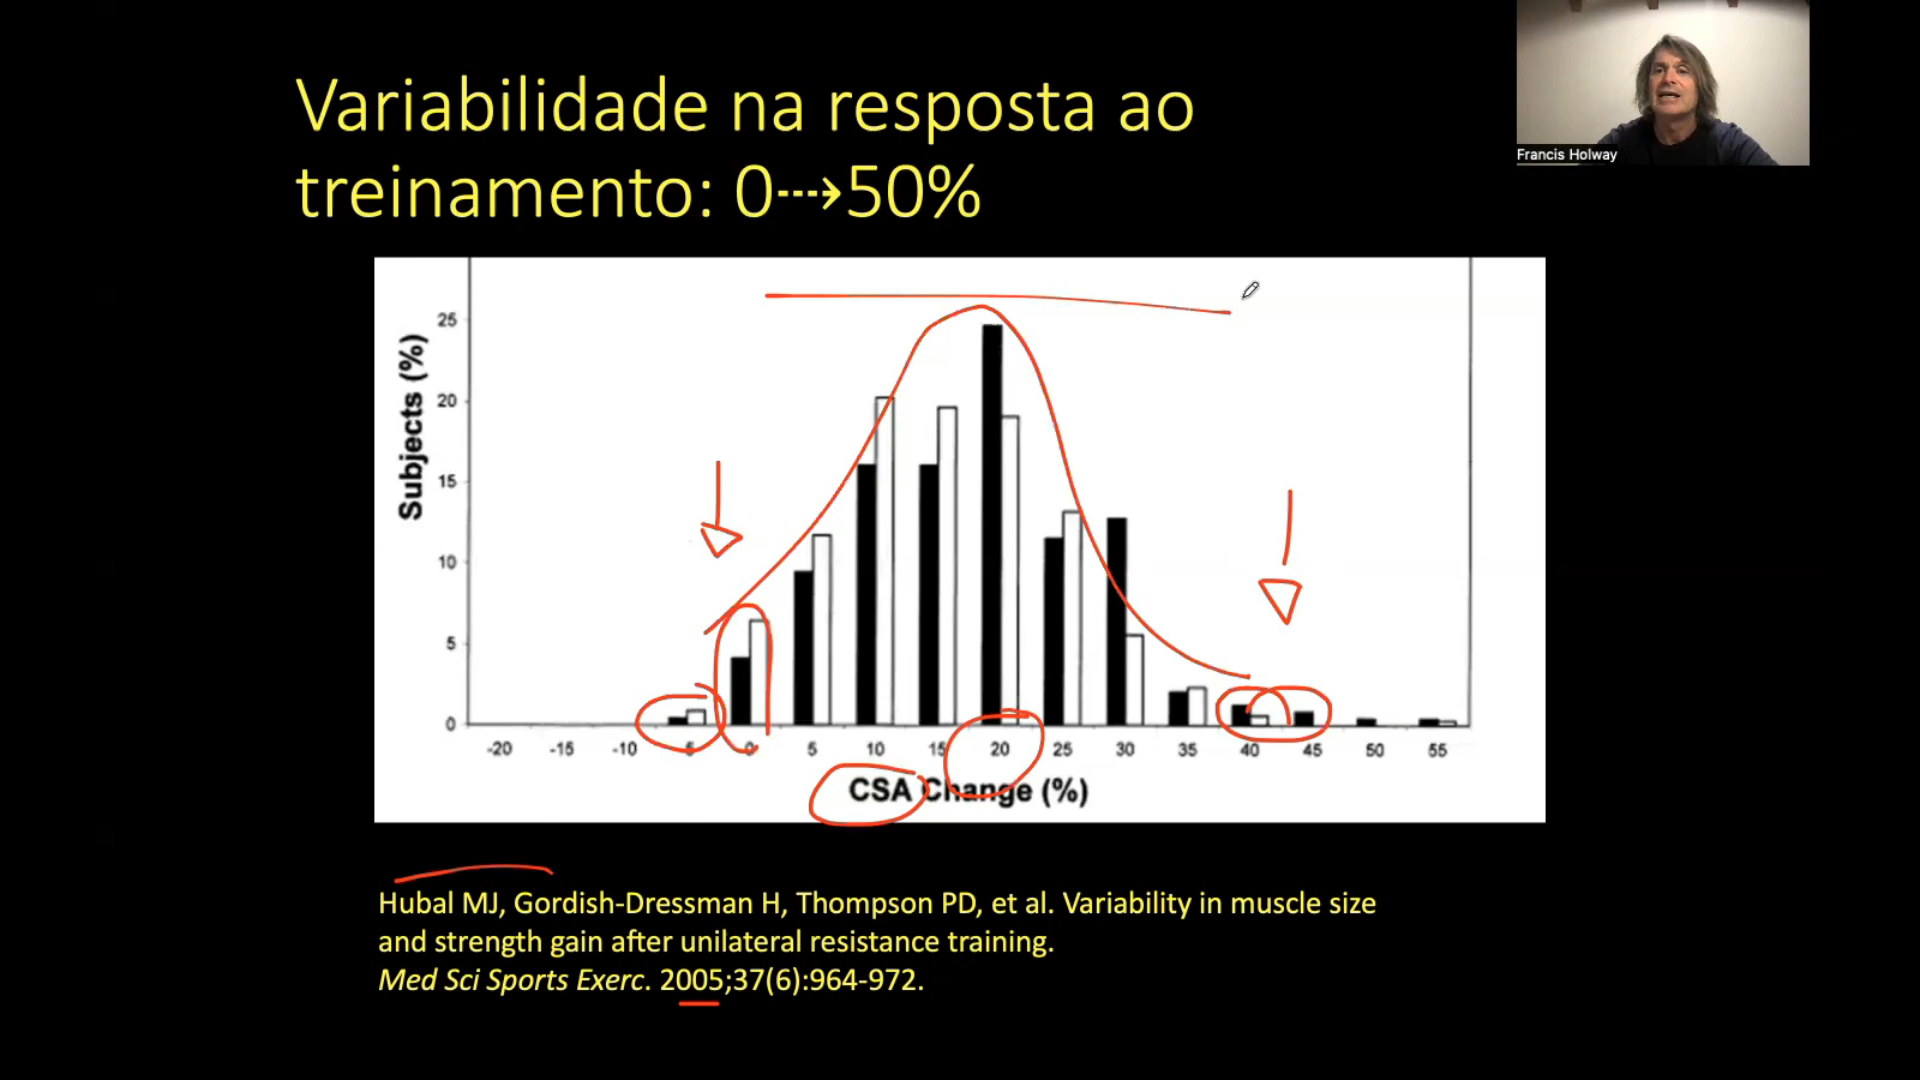 Variabilidade na resposta ao
treinamento: 0⇢50%
Francis Holway
Subjects (%)
25
20
15
10
5
0
-20 -15 -10 -5 0 5 10 15 20 25 30 35 40 45 50 55
CSA Change (%)
Hubal MJ, Gordish-Dressman H, Thompson PD, et al. Variability in muscle size
and strength gain after unilateral resistance training.
Med Sci Sports Exerc. 2005;37(6):964-972.